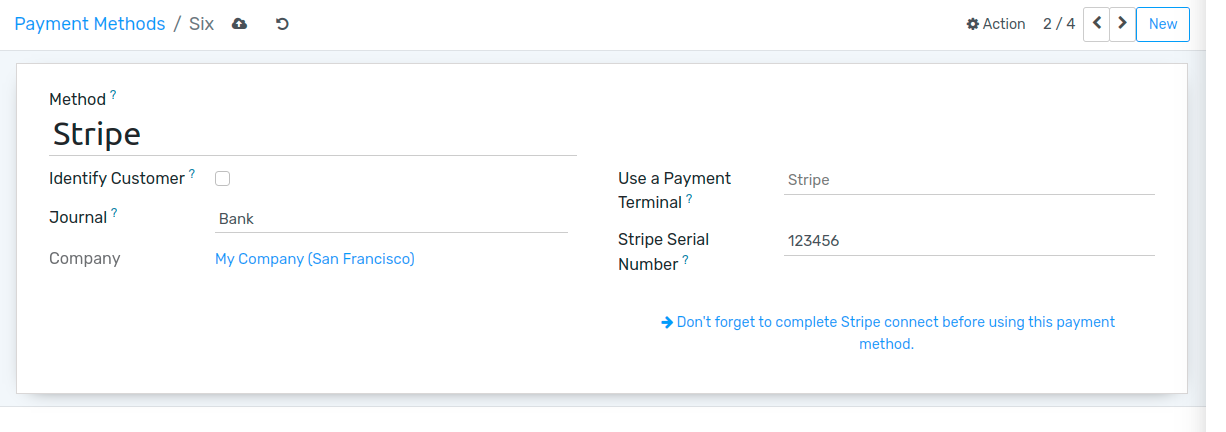 Payment Methods / Six
Action 2 / 4 New
Method ?
Stripe
Identify Customer ?
Journal ? Bank
Company My Company (San Francisco)
Use a Payment Stripe
Terminal ?
Stripe Serial 123456
Number ?
Don't forget to complete Stripe connect before using this payment
method.